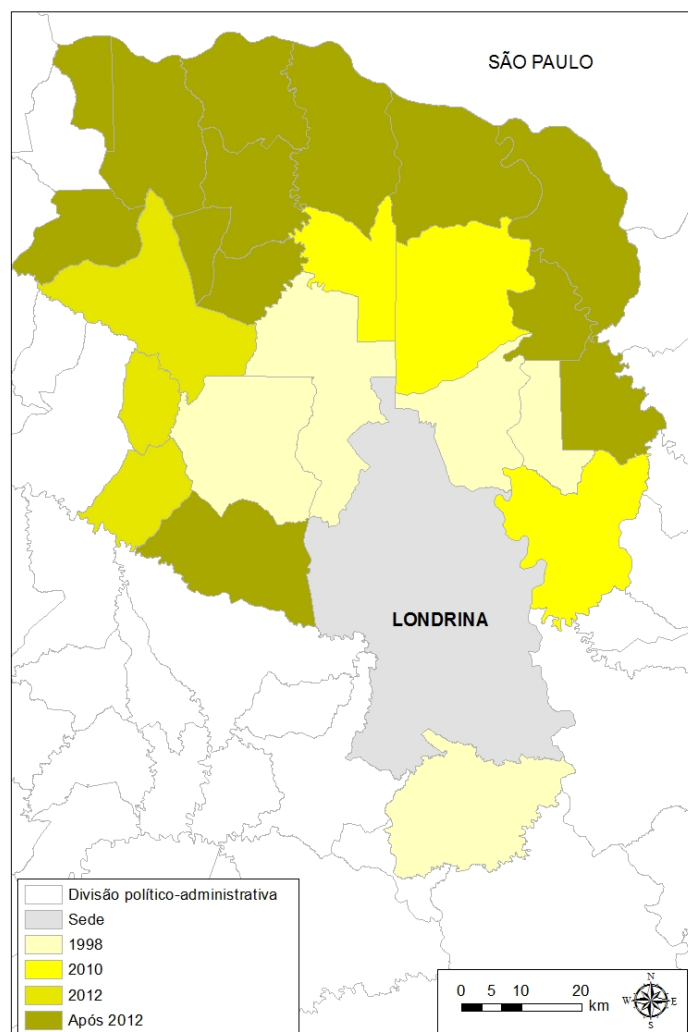 SÃO PAULO
LONDRINA
Divisão político-administrativa
Sede
1998
2010
2012
Após 2012
0 5 10 20
km
N
W E
S